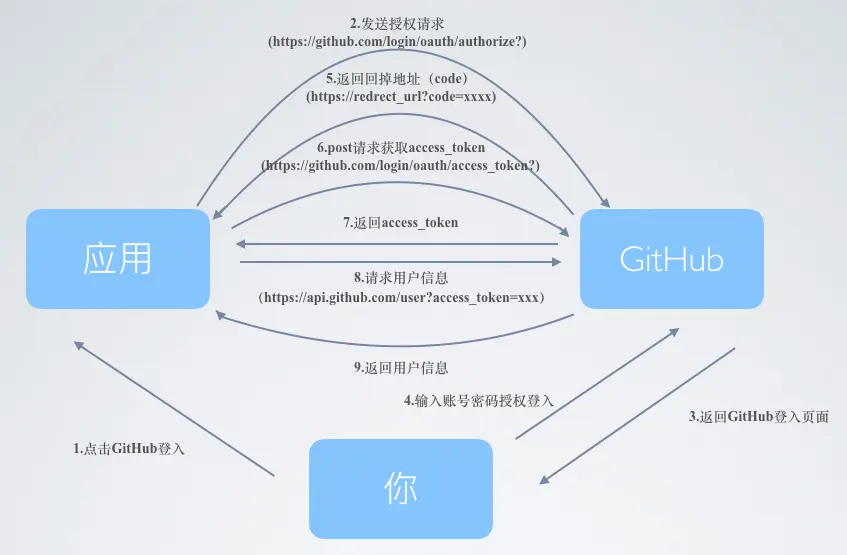 2.发送授权请求
(https://github.com/login/oauth/authorize?)
5.返回回掉地址（code）
(https://redrect_url?code=xxxx)
6.post请求获取access_token
(https://github.com/login/oauth/access_token?)
7.返回access_token
应用
GitHub
8.请求用户信息
（https://api.github.com/user?access_token=xxx）
9.返回用户信息
4.输入账号密码授权登入
3.返回GitHub登入页面
1.点击GitHub登入
你